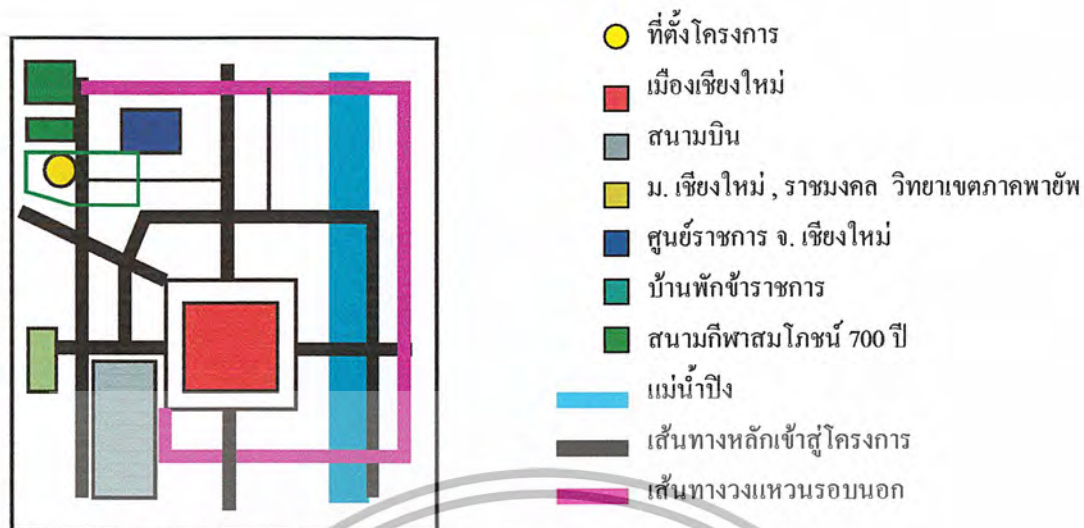 ที่ตั้งโครงการ
เมืองเชียงใหม่
สนามบิน
ม. เชียงใหม่ , ราชมงคล วิทยาเขตภาคพายัพ
ศูนย์ราชการ จ. เชียงใหม่
บ้านพักข้าราชการ
สนามกีฬาสมโภชน์ 700 ปี
แม่น้ำปิง
เส้นทางหลักเข้าสู่โครงการ
เส้นทางวงแหวนรอบนอก